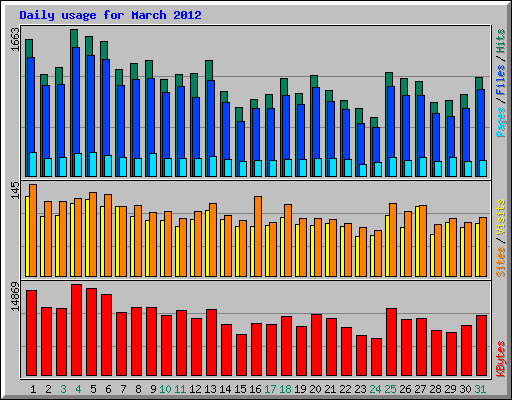 Daily usage for March 2012
1663
Pages / Files / Hits
145
Sites / Visits
14869
KBytes
1 2 3 4 5 6 7 8 9 10 11 12 13 14 15 16 17 18 19 20 21 22 23 24 25 26 27 28 29 30 31